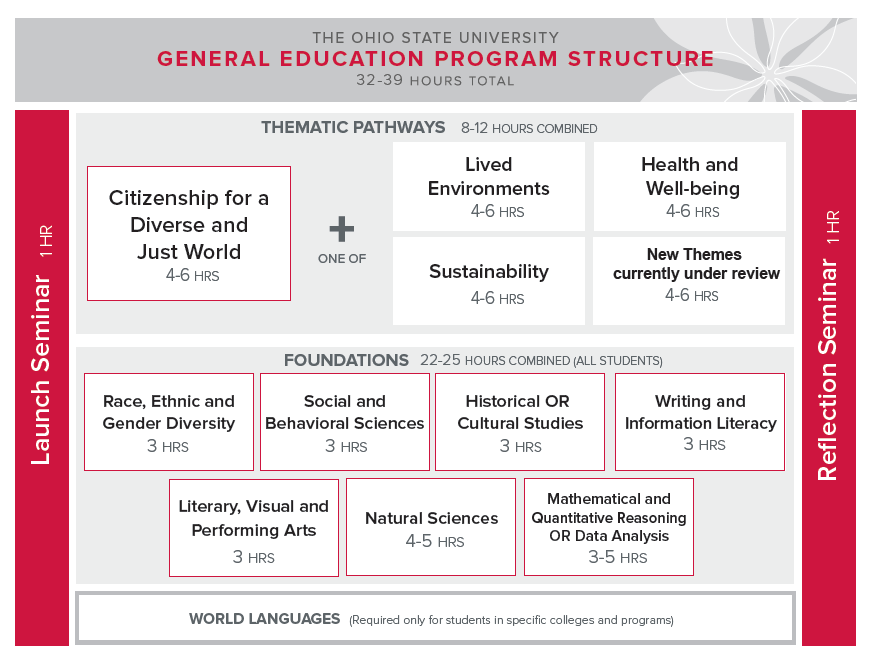 THE OHIO STATE UNIVERSITY
GENERAL EDUCATION PROGRAM STRUCTURE
32-39 HOURS TOTAL
Launch Seminar 1 HR
THEMATIC PATHWAYS 8-12 HOURS COMBINED
Citizenship for a
Diverse and
Just World
4-6 HRS
+
ONE OF
Lived
Environments
4-6 HRS
Health and
Well-being
4-6 HRS
Sustainability
4-6 HRS
New Themes
currently under review
4-6 HRS
FOUNDATIONS 22-25 HOURS COMBINED (ALL STUDENTS)
Race, Ethnic and
Gender Diversity
3 HRS
Social and
Behavioral Sciences
3 HRS
Historical OR
Cultural Studies
3 HRS
Writing and
Information Literacy
3 HRS
Literary, Visual and
Performing Arts
3 HRS
Natural Sciences
4-5 HRS
Mathematical and
Quantitative Reasoning
OR Data Analysis
3-5 HRS
WORLD LANGUAGES (Required only for students in specific colleges and programs)
Reflection Seminar 1 HR